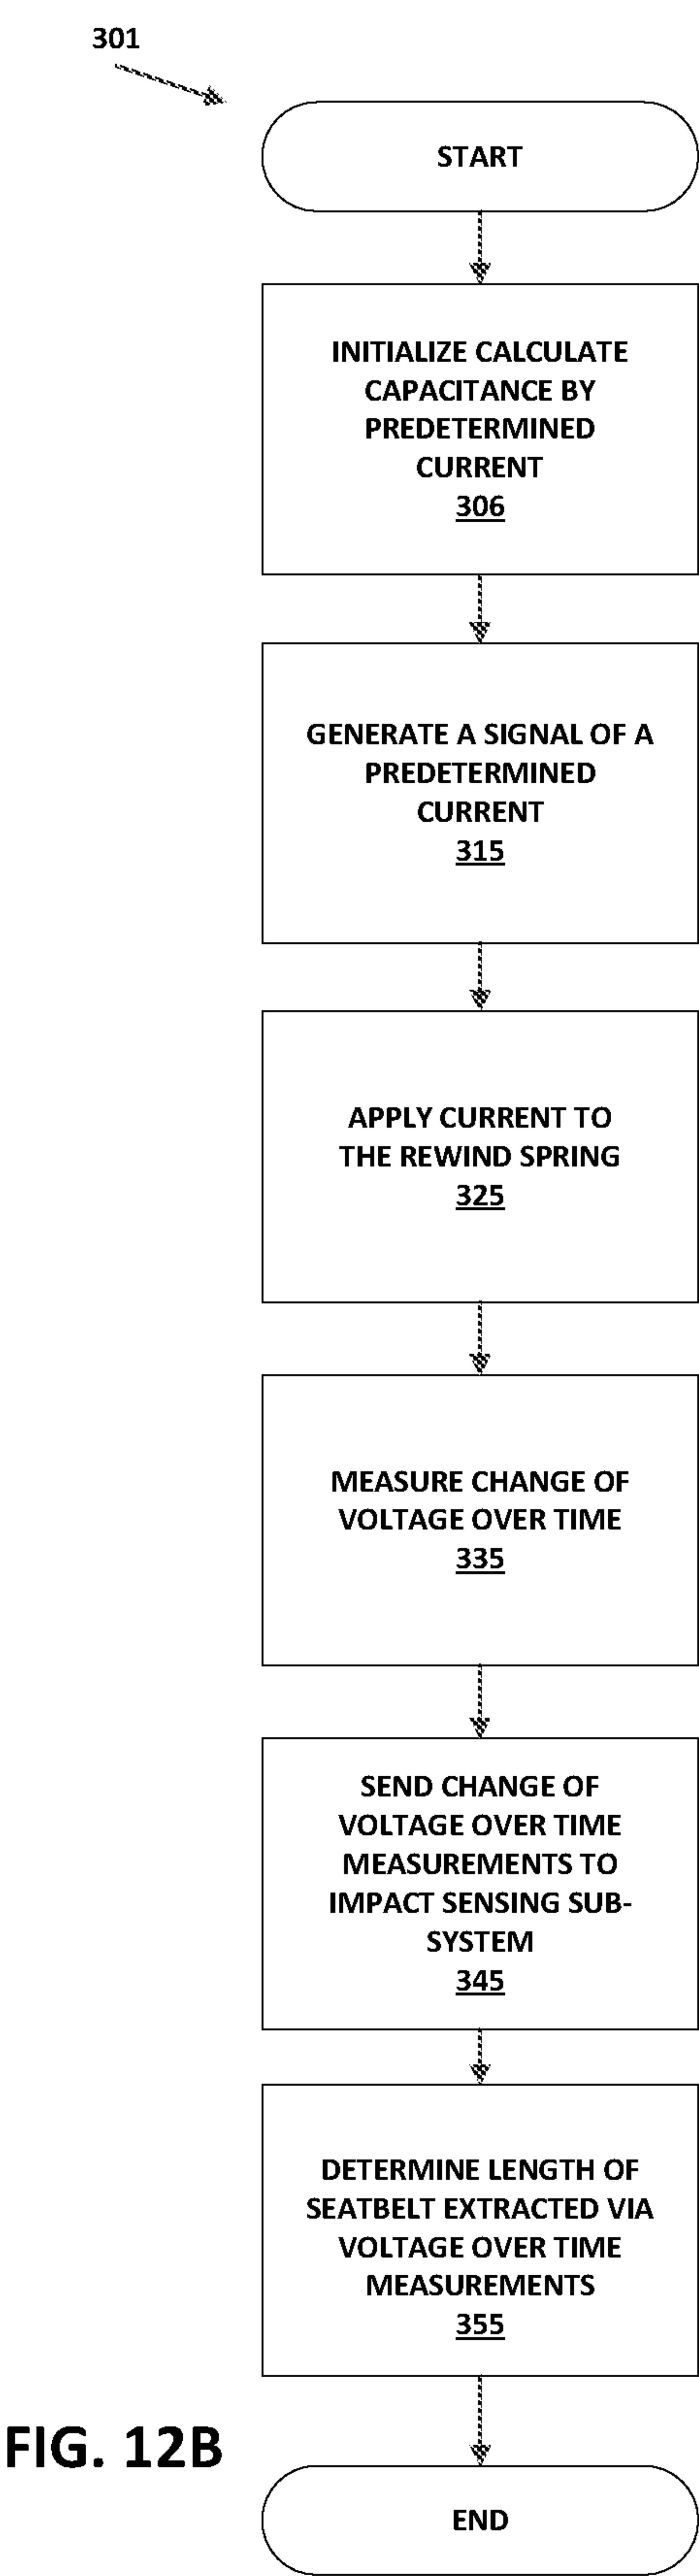 301
START
INITIALIZE CALCULATE
CAPACITANCE BY
PREDETERMINED
CURRENT
306
GENERATE A SIGNAL OF A
PREDETERMINED
CURRENT
315
APPLY CURRENT TO
THE REWIND SPRING
325
MEASURE CHANGE OF
VOLTAGE OVER TIME
335
SEND CHANGE OF
VOLTAGE OVER TIME
MEASUREMENTS TO
IMPACT SENSING SUB-
SYSTEM
345
DETERMINE LENGTH OF
SEATBELT EXTRACTED VIA
VOLTAGE OVER TIME
MEASUREMENTS
355
FIG. 12B
END